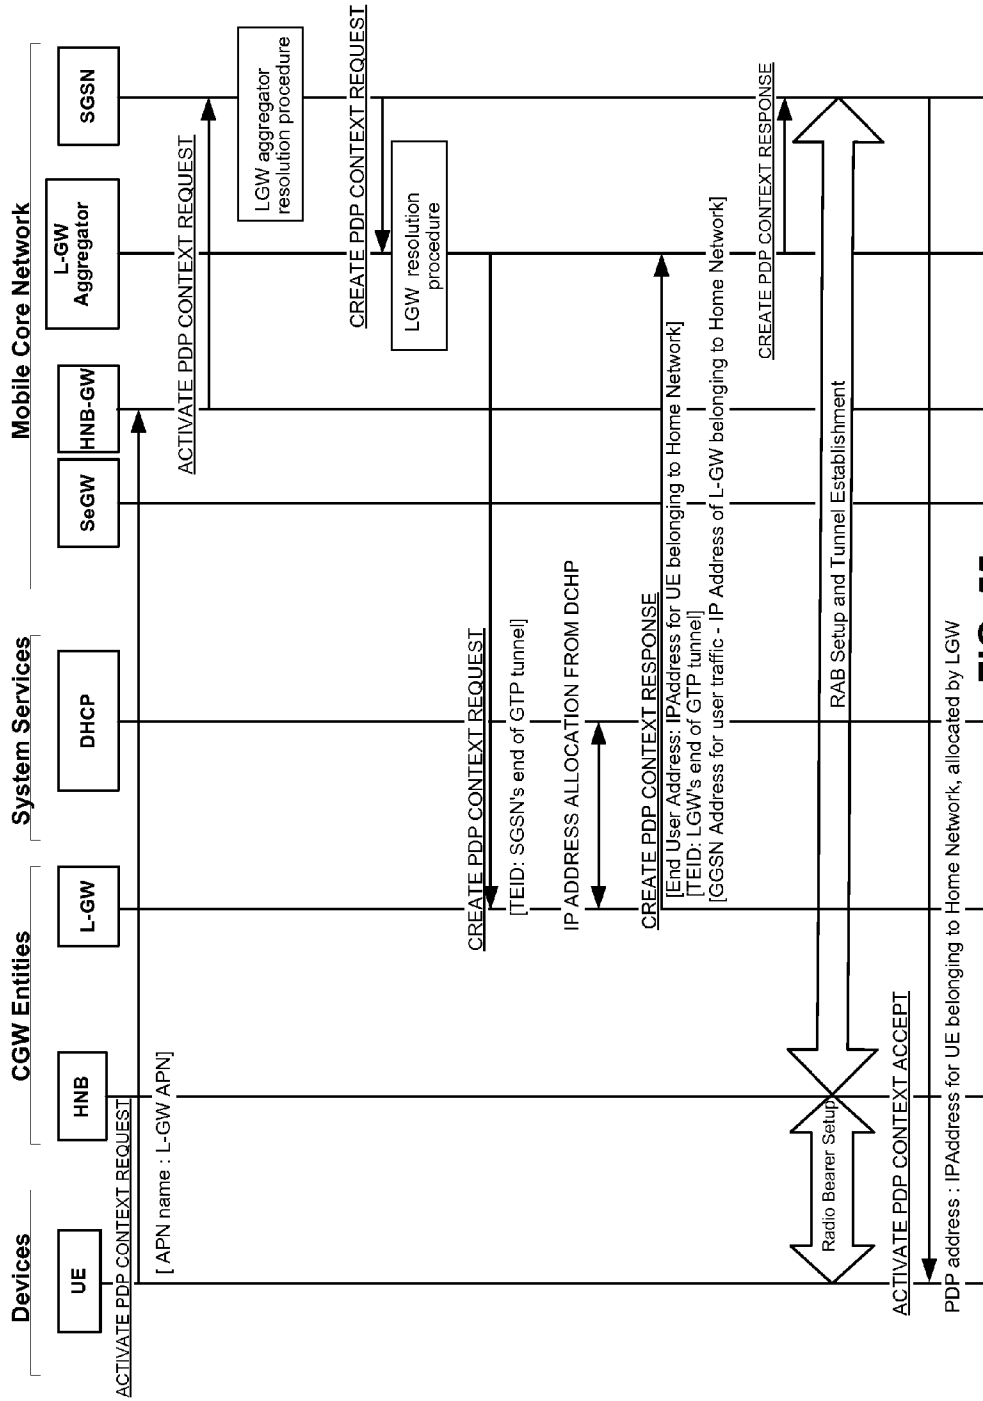 Devices
CGW Entities
System Services
Mobile Core Network
UE
HNB
L-GW
DHCP
SeGW
HNB-GW
L-GW
Aggregator
SGSN
ACTIVATE PDP CONTEXT REQUEST
[ APN name : L-GW APN]
ACTIVATE PDP CONTEXT REQUEST
LGW aggregator
resolution procedure
CREATE PDP CONTEXT REQUEST
LGW resolution
procedure
CREATE PDP CONTEXT REQUEST
[TEID: SGSN's end of GTP tunnel]
IP ADDRESS ALLOCATION FROM DCHP
CREATE PDP CONTEXT RESPONSE
[End User Address: IPAddress for UE belonging to Home Network]
[TEID: LGW's end of GTP tunnel]
[GGSN Address for user traffic - IP Address of L-GW belonging to Home Network]
CREATE PDP CONTEXT RESPONSE
Radio Bearer Setup
RAB Setup and Tunnel Establishment
ACTIVATE PDP CONTEXT ACCEPT
PDP address : IPAddress for UE belonging to Home Network, allocated by LGW